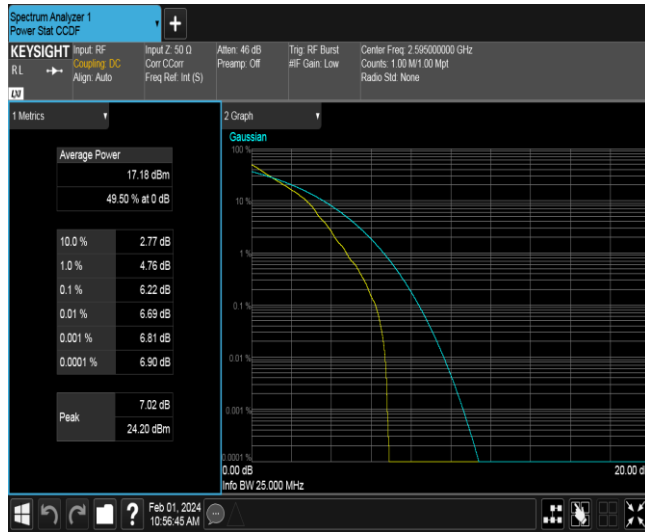 Spectrum Analyzer 1
Power Stat CCDF
+
KEYSIGHT
RL
LXI
Input: RF
Coupling: DC
Align: Auto
Input Z: 50 Ω
Corr CCorr
Freq Ref: Int (S)
Atten: 46 dB
Preamp: Off
Trig: RF Burst
#IF Gain: Low
Center Freq: 2.595000000 GHz
Counts: 1.00 M/1.00 Mpt
Radio Std: None
1 Metrics
Average Power
17.18 dBm
49.50 % at 0 dB
10.0 % 2.77 dB
1.0 % 4.76 dB
0.1 % 6.22 dB
0.01 % 6.69 dB
0.001 % 6.81 dB
0.0001 % 6.90 dB
Peak
7.02 dB
24.20 dBm
2 Graph
Gaussian
100 %
10 %
1 %
0.1 %
0.01 %
0.001 %
0.0001 %
0.00 dB
20.00 d
Info BW 25.000 MHz
?
Feb 01, 2024
10:56:45 AM